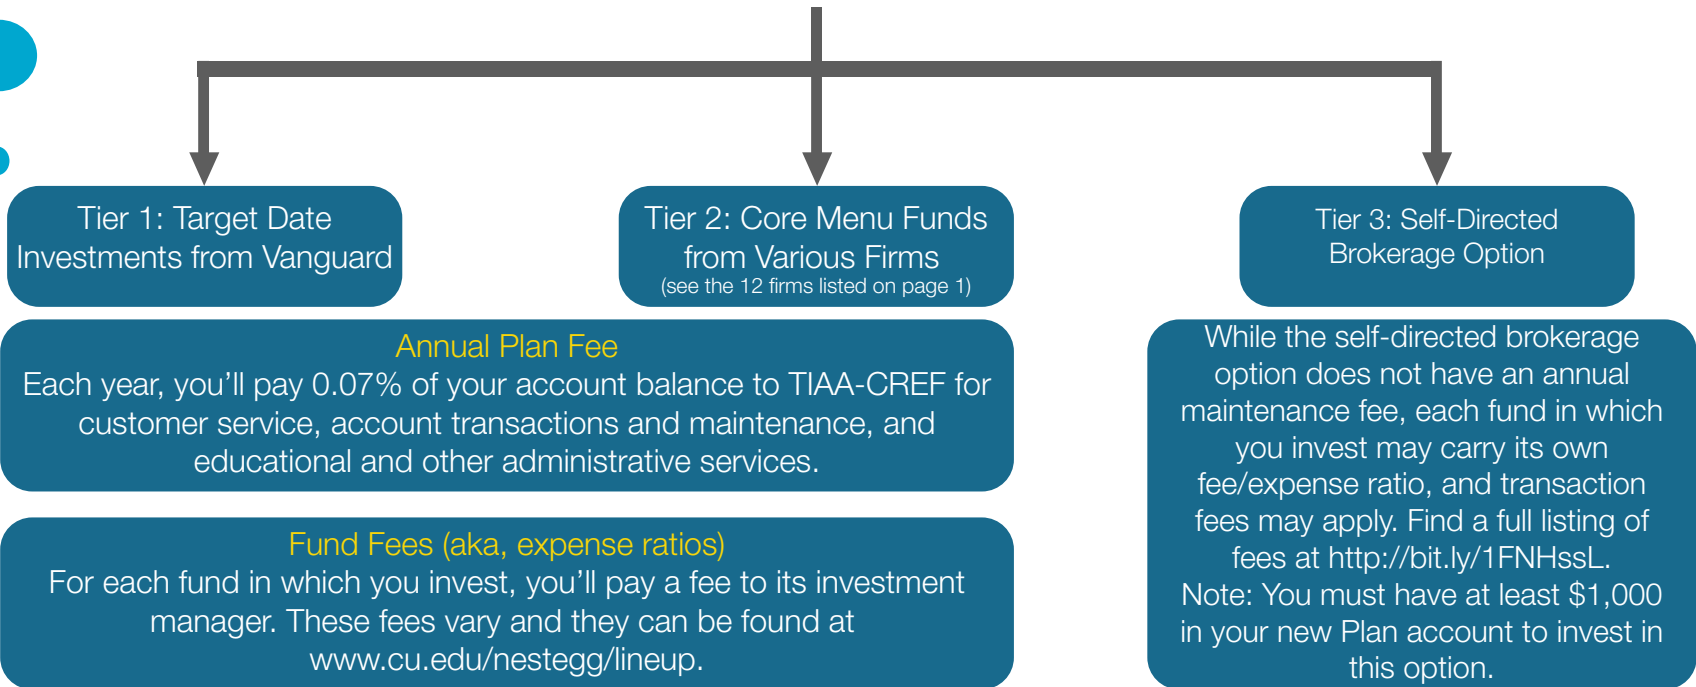 Tier 1: Target Date
Investments from Vanguard
Tier 2: Core Menu Funds
from Various Firms
(see the 12 firms listed on page 1)
Tier 3: Self-Directed
Brokerage Option
Annual Plan Fee
Each year, you’ll pay 0.07% of your account balance to TIAA-CREF for
customer service, account transactions and maintenance, and
educational and other administrative services.
Fund Fees (aka, expense ratios)
For each fund in which you invest, you’ll pay a fee to its investment
manager. These fees vary and they can be found at
www.cu.edu/nestegg/lineup.
While the self-directed brokerage
option does not have an annual
maintenance fee, each fund in which
you invest may carry its own
fee/expense ratio, and transaction
fees may apply. Find a full listing of
fees at http://bit.ly/1FNHssL.
Note: You must have at least $1,000
in your new Plan account to invest in
this option.